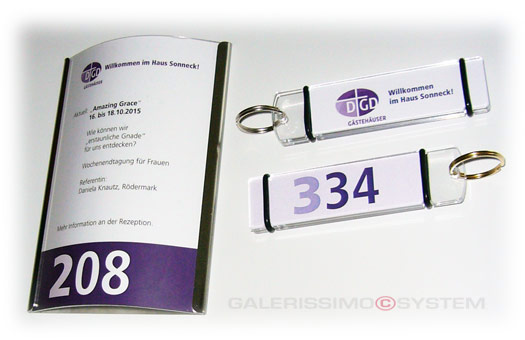 DGD
Willkommen im Haus Sonneck!
Aktuell: „Amazing Grace“
16. bis 18.10.2015
Wie können wir
„erstaunliche Gnade“
für uns entdecken?
Wochenendtagung für Frauen
Referentin:
Daniela Knautz, Rödermark
Mehr Information an der Rezeption.
208
DGD
GÄSTEHÄUSER
Willkommen
im Haus Sonneck!
334
GALERISSIMO©SYSTEM